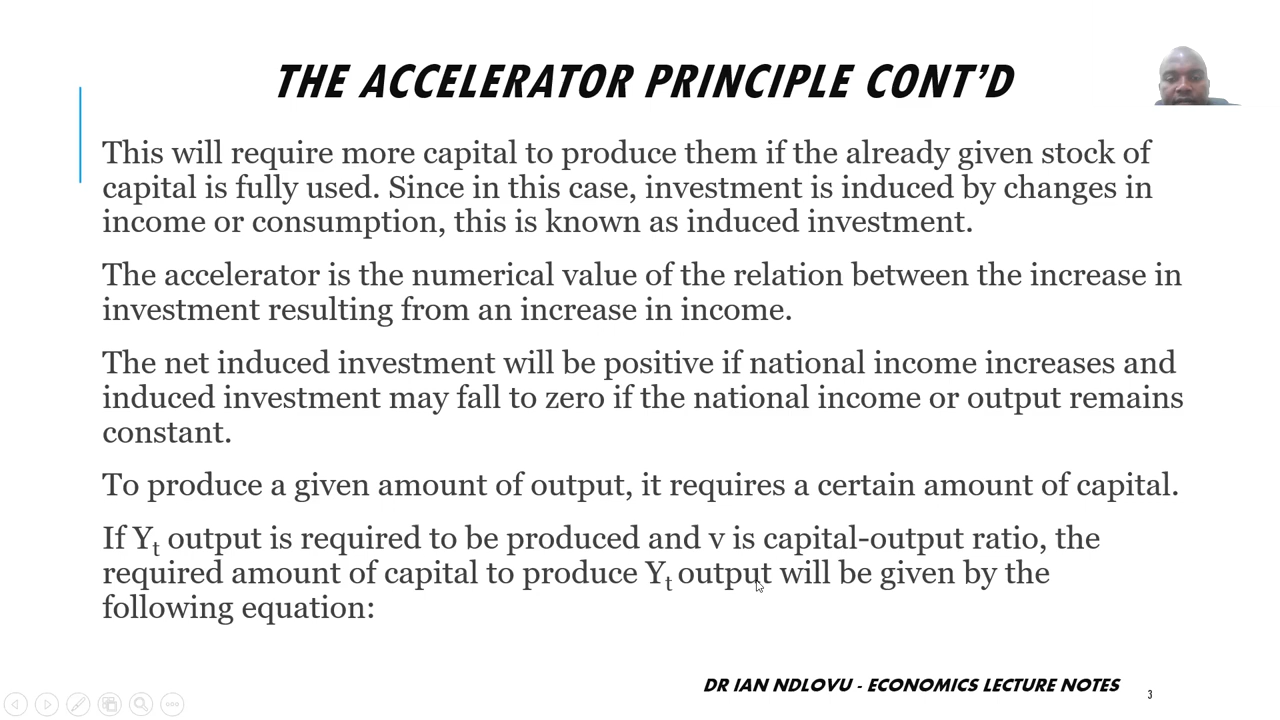 THE ACCELERATOR PRINCIPLE CONT'D
This will require more capital to produce them if the already given stock of
capital is fully used. Since in this case, investment is induced by changes in
income or consumption, this is known as induced investment.
The accelerator is the numerical value of the relation between the increase in
investment resulting from an increase in income.
The net induced investment will be positive if national income increases and
induced investment may fall to zero if the national income or output remains
constant.
To produce a given amount of output, it requires a certain amount of capital.
If Yt output is required to be produced and v is capital-output ratio, the
required amount of capital to produce Yt output will be given by the
following equation:
DR IAN NDLOVU - ECONOMICS LECTURE NOTES
3